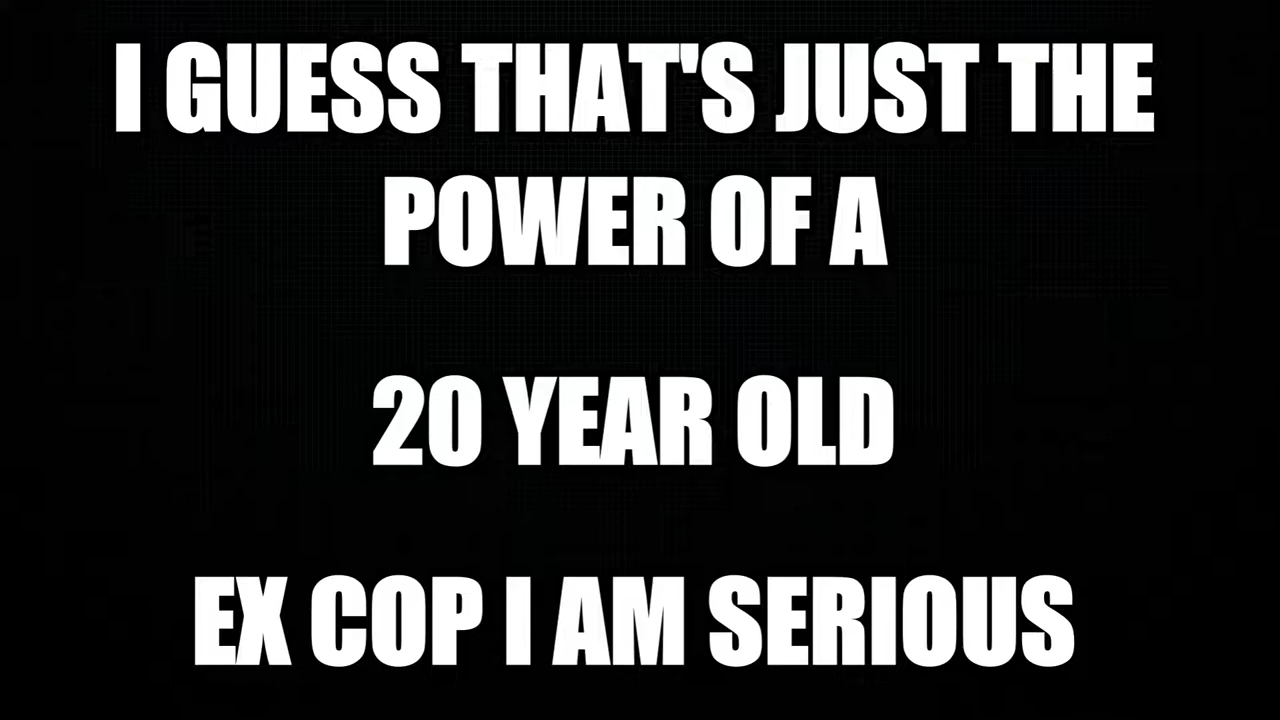 I GUESS THAT'S JUST THE
POWER OF A
20 YEAR OLD
EX COP I AM SERIOUS